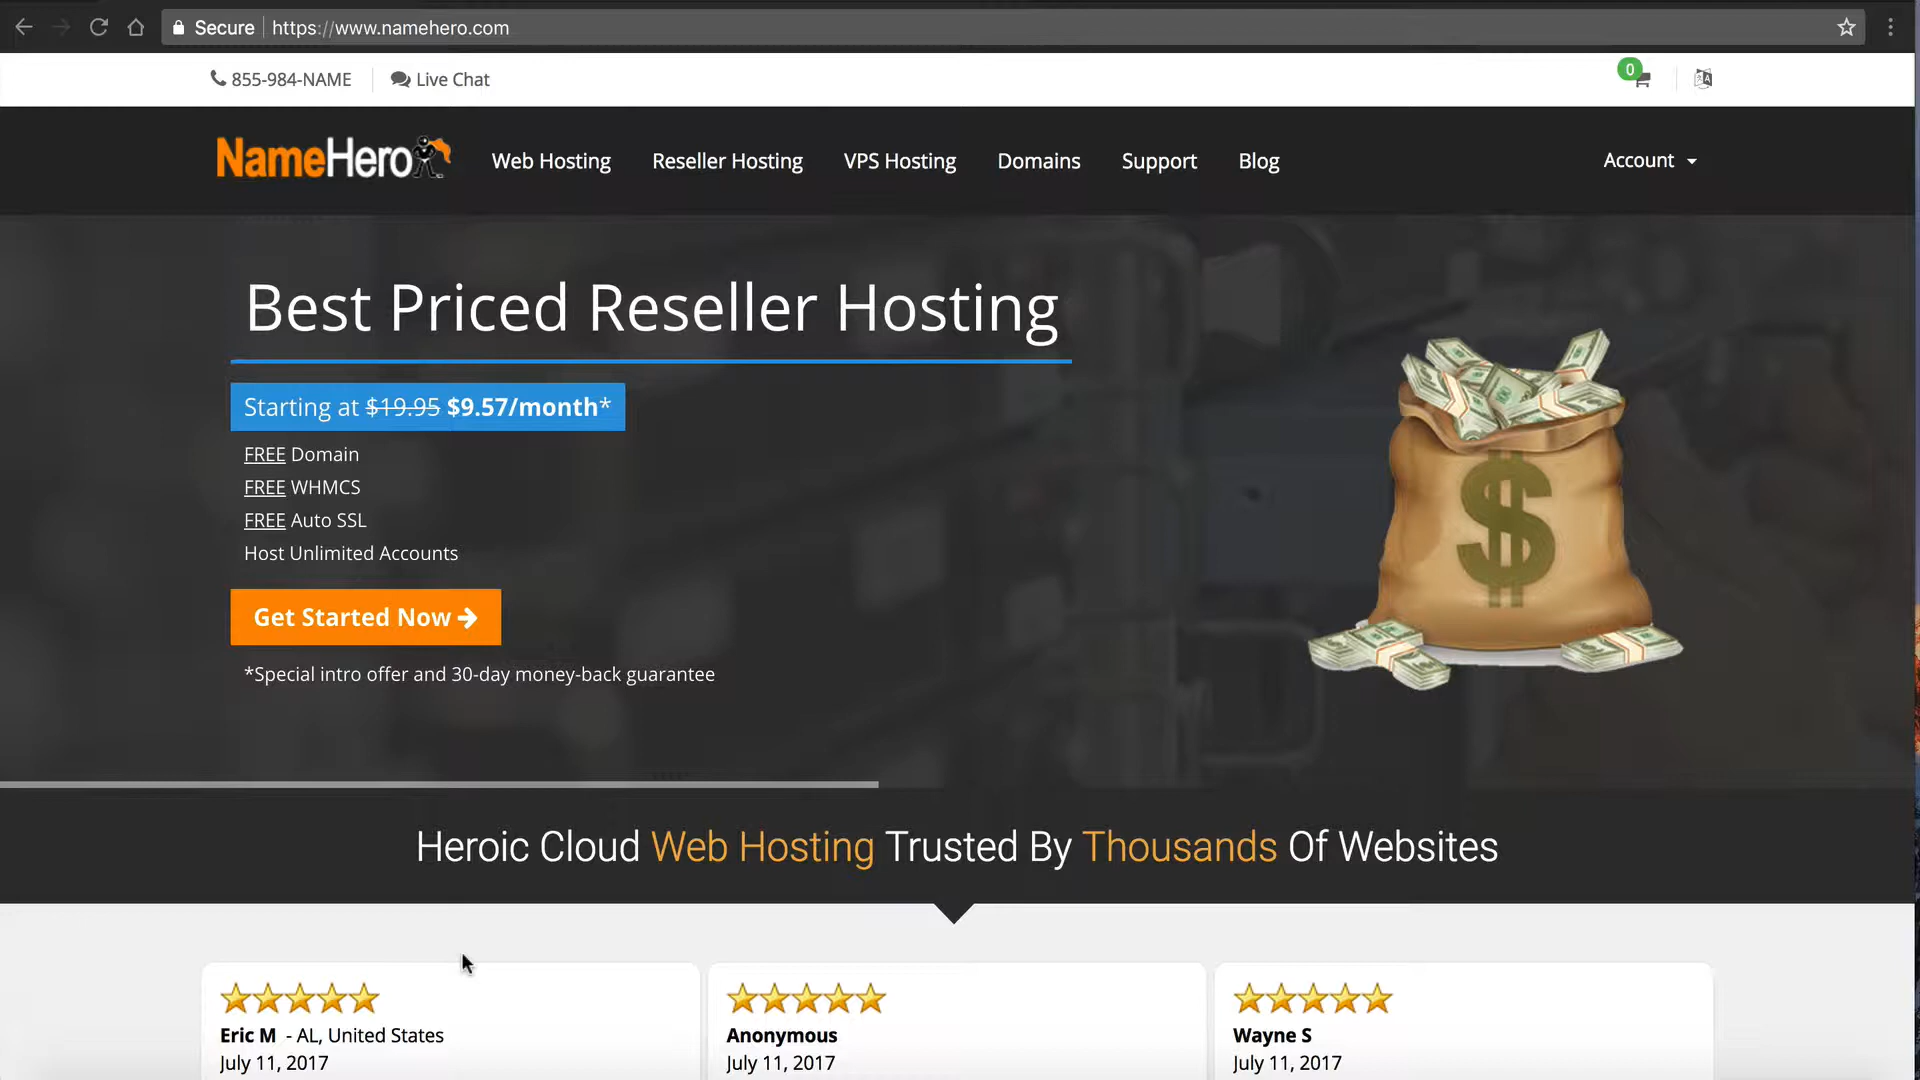 Secure https://www.namehero.com
855-984-NAME Live Chat
0
NameHero Web Hosting Reseller Hosting VPS Hosting Domains Support Blog Account
Best Priced Reseller Hosting
Starting at $19.95 $9.57/month*
FREE Domain
FREE WHMCS
FREE Auto SSL
Host Unlimited Accounts
Get Started Now
*Special intro offer and 30-day money-back guarantee
$
Heroic Cloud Web Hosting Trusted By Thousands Of Websites
Eric M - AL, United States
July 11, 2017
Anonymous
July 11, 2017
Wayne S
July 11, 2017